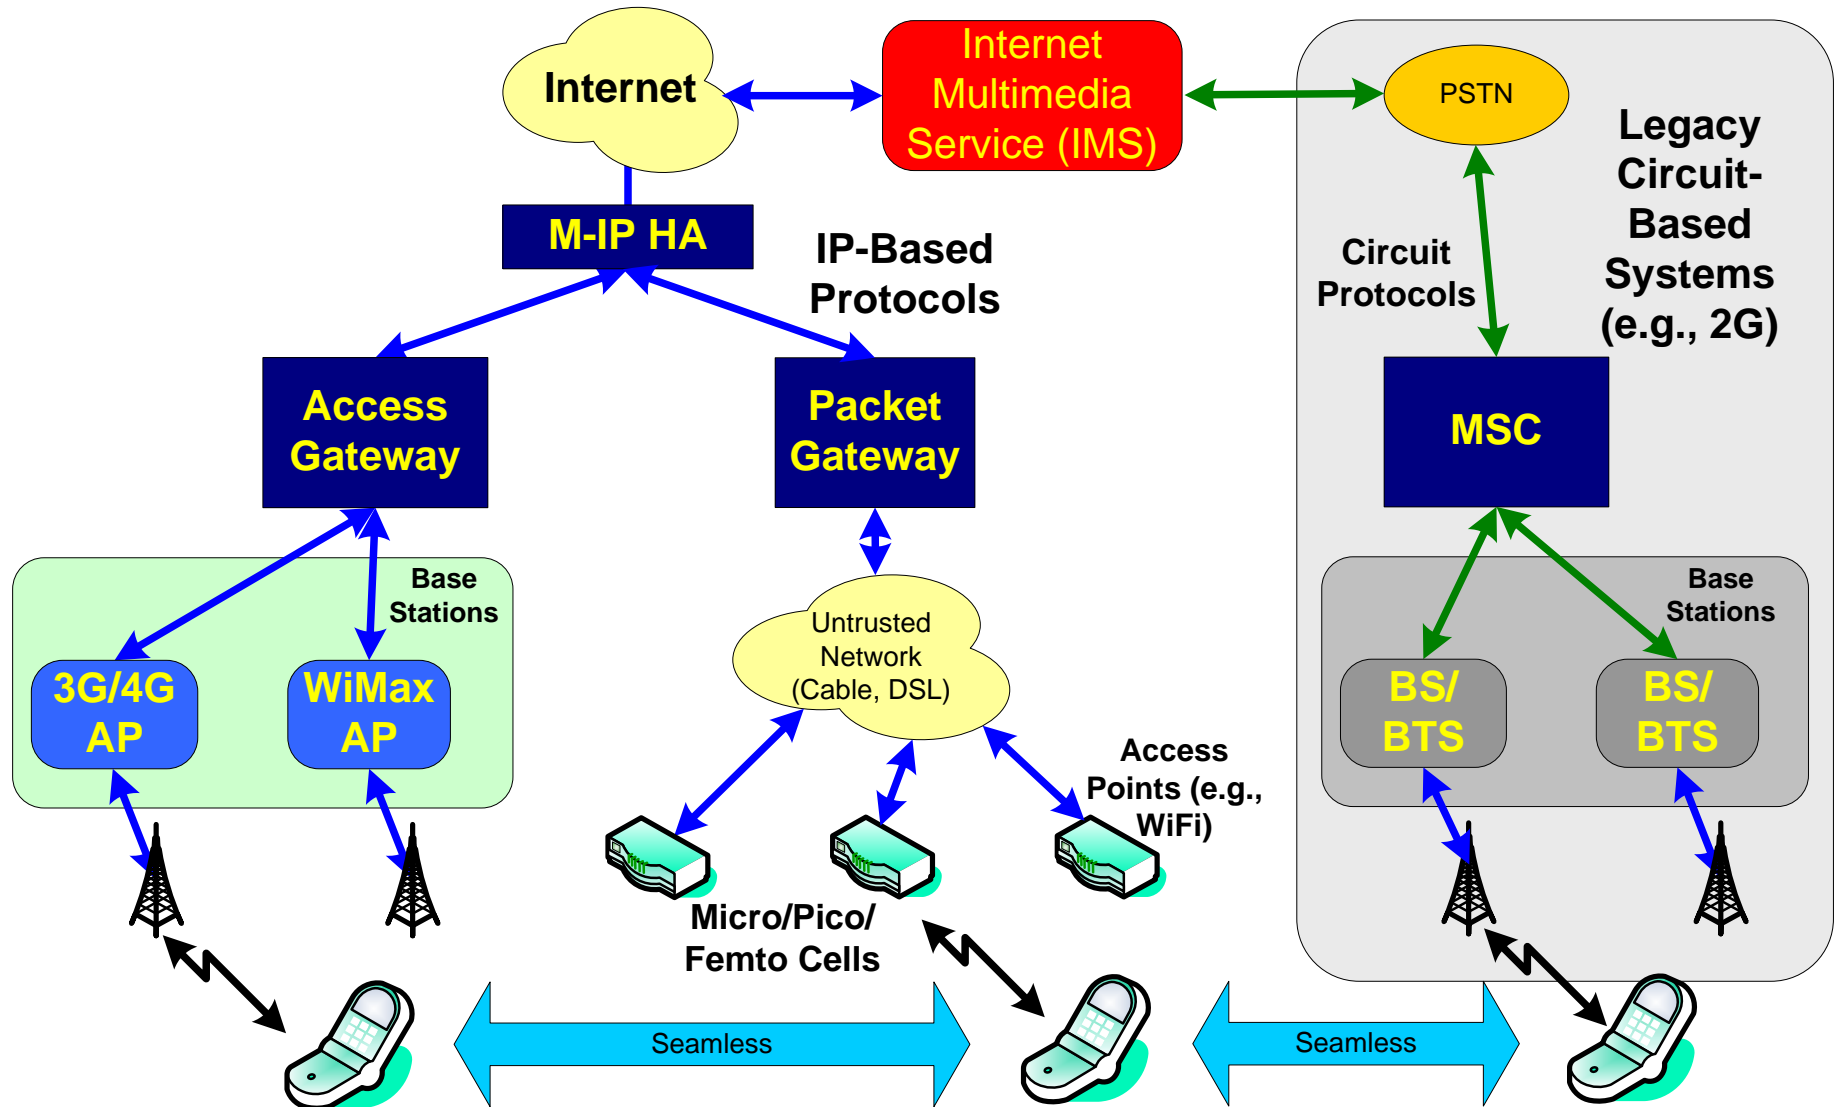 Internet
Internet
Multimedia
Service (IMS)
PSTN
Legacy
Circuit-
Based
Systems
(e.g., 2G)
M-IP HA
IP-Based
Protocols
Circuit
Protocols
Access
Gateway
Packet
Gateway
MSC
Base
Stations
3G/4G
AP
WiMax
AP
Untrusted
Network
(Cable, DSL)
Access
Points (e.g.,
WiFi)
Base
Stations
BS/
BTS
BS/
BTS
Micro/Pico/
Femto Cells
Seamless
Seamless